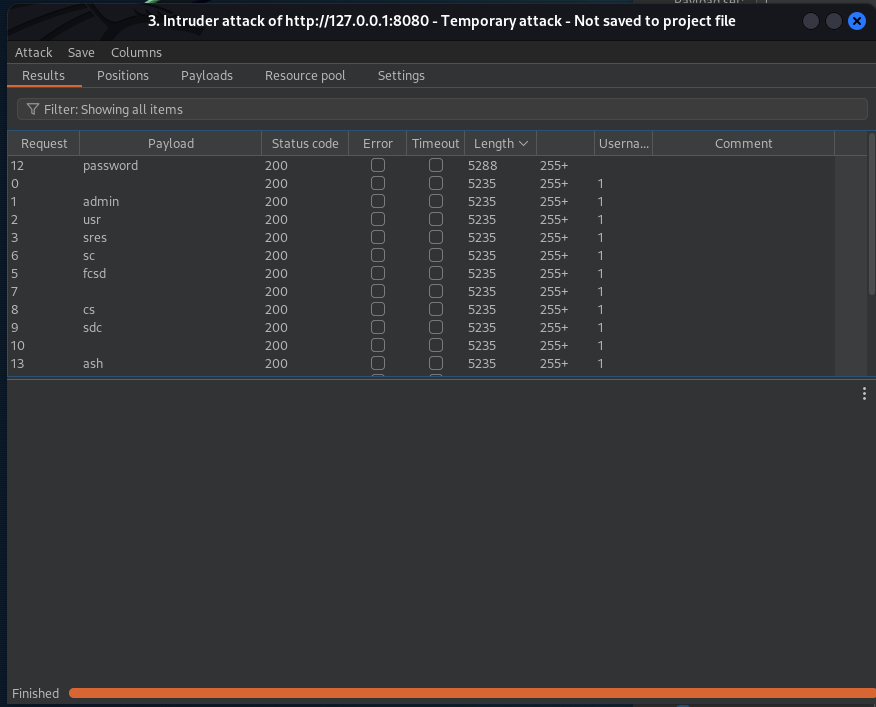 3. Intruder attack of http://127.0.0.1:8080 - Temporary attack - Not saved to project file
Attack Save Columns
Results Positions Payloads Resource pool Settings
Filter: Showing all items
Request Payload Status code Error Timeout Length Userna... Comment
12 password 200 5288 255+
0 200 5235 255+ 1
1 admin 200 5235 255+ 1
2 usr 200 5235 255+ 1
3 sres 200 5235 255+ 1
6 sc 200 5235 255+ 1
5 fcsd 200 5235 255+ 1
7 200 5235 255+ 1
8 cs 200 5235 255+ 1
9 sdc 200 5235 255+ 1
10 200 5235 255+ 1
13 ash 200 5235 255+ 1
Finished